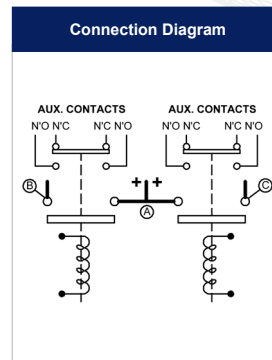 Connection Diagram
AUX. CONTACTS AUX. CONTACTS
N'O N'C N'C N'O N'O N'C N'C N'O
+ +
B A C